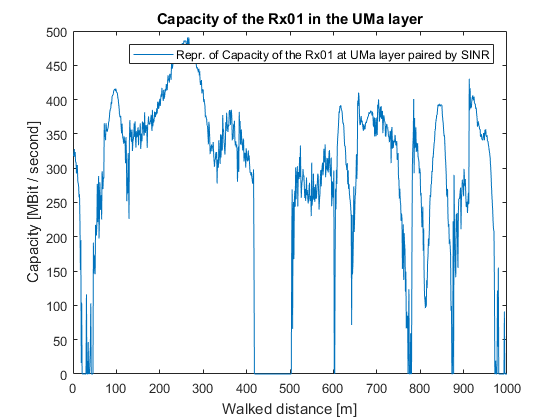 Capacity of the Rx01 in the UMa layer
Repr. of Capacity of the Rx01 at UMa layer paired by SINR
Capacity [MBit / second]
500
450
400
350
300
250
200
150
100
50
0
0 100 200 300 400 500 600 700 800 900 1000
Walked distance [m]